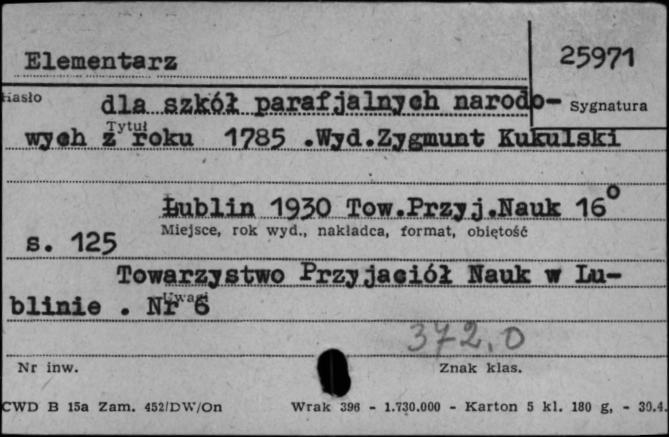 Elementarz 25971
Hasło dla szkół parafjalnych narodo- Sygnatura
Tytuł
wych z roku 1785 .Wyd.Zygmunt Kukulski
Łublin 1930 Tow.Przyj.Nauk 16°
Miejsce, rok wyd., nakładca, format, objętość
s. 125
Towarzystwo Przyjaciół Nauk w Lu-
Uwagi
blinie . Nr 6
372.0
Nr inw. Znak klas.
CWD B 15a Zam. 452/DW/On Wrak 396 - 1.730.000 - Karton 5 kl. 180 g, - 30.4.